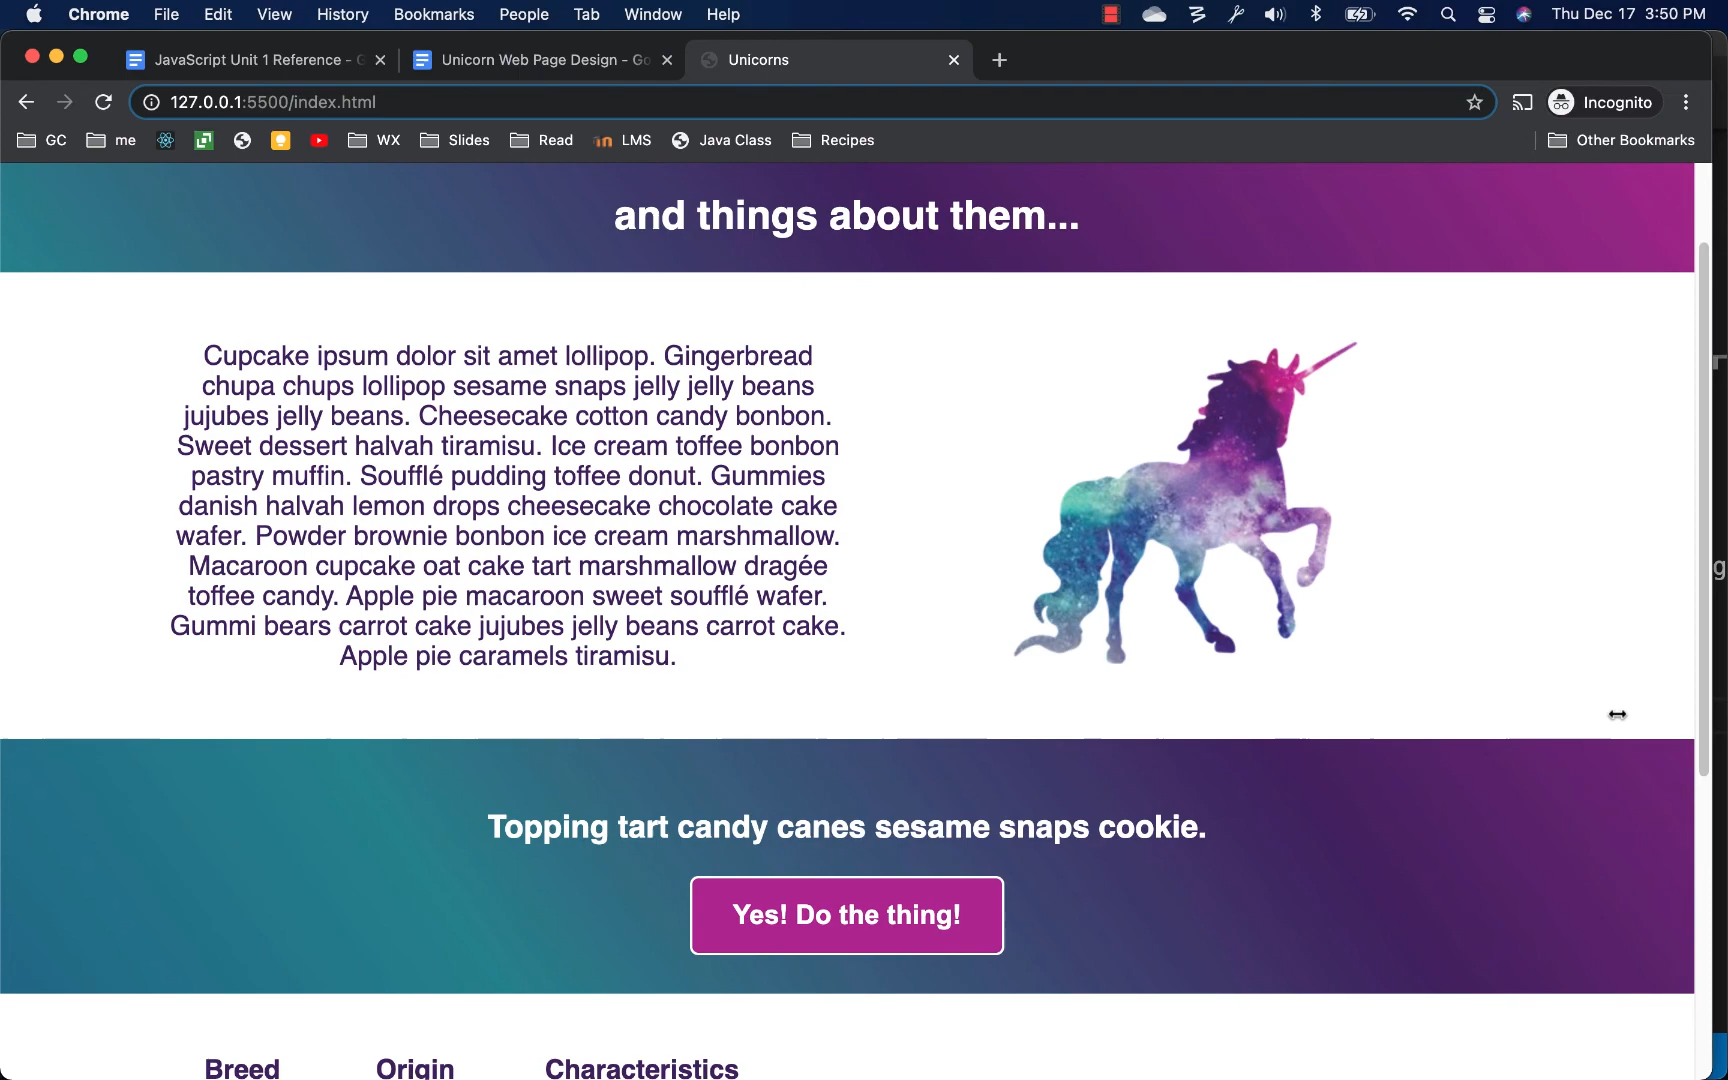 Chrome File Edit View History Bookmarks People Tab Window Help Thu Dec 17 3:50 PM
JavaScript Unit 1 Reference - G Unicorn Web Page Design - Go Unicorns
127.0.0.1:5500/index.html Incognito
GC me WX Slides Read LMS Java Class Recipes Other Bookmarks
and things about them...
Cupcake ipsum dolor sit amet lollipop. Gingerbread
chupa chups lollipop sesame snaps jelly jelly beans
jujubes jelly beans. Cheesecake cotton candy bonbon.
Sweet dessert halvah tiramisu. Ice cream toffee bonbon
pastry muffin. Soufflé pudding toffee donut. Gummies
danish halvah lemon drops cheesecake chocolate cake
wafer. Powder brownie bonbon ice cream marshmallow.
Macaroon cupcake oat cake tart marshmallow dragée
toffee candy. Apple pie macaroon sweet soufflé wafer.
Gummi bears carrot cake jujubes jelly beans carrot cake.
Apple pie caramels tiramisu.
Topping tart candy canes sesame snaps cookie.
Yes! Do the thing!
Breed Origin Characteristics